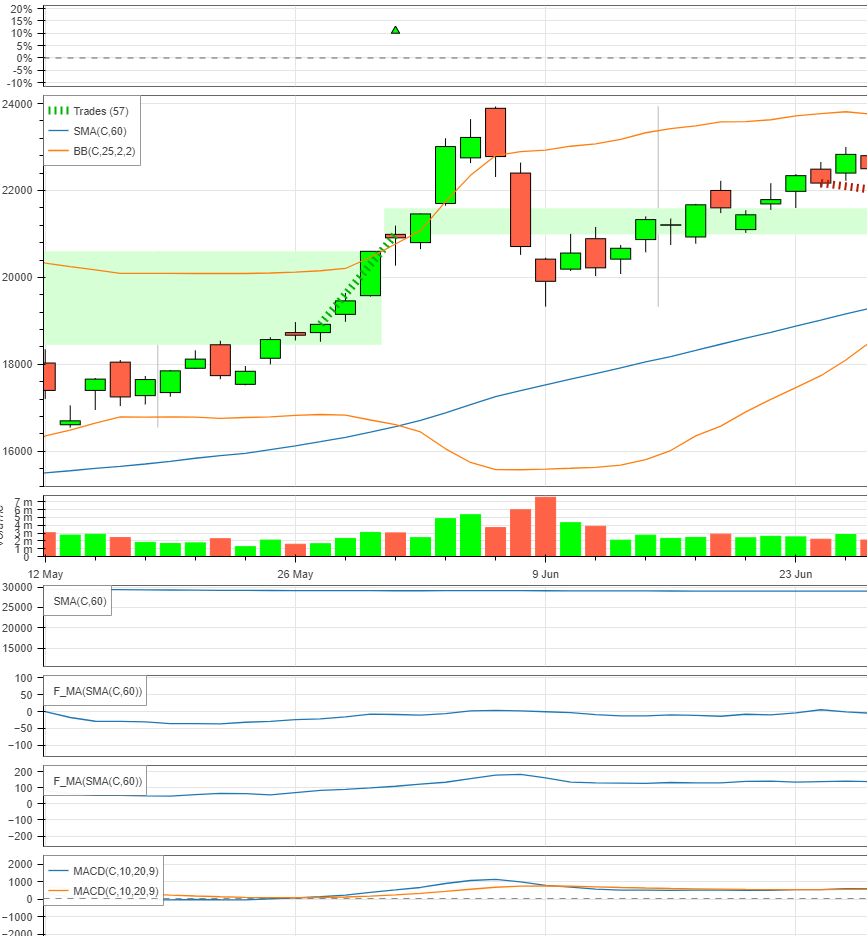 20%
15%
10%
5%
0%
-5%
-10%
24000
22000
20000
18000
16000
Trades (57)
SMA(C,60)
BB(C,25,2,2)
7 m
6 m
5 m
4 m
3 m
2 m
1 m
0
12 May
26 May
9 Jun
23 Jun
30000
25000
20000
15000
SMA(C,60)
100
50
0
−50
−100
F_MA(SMA(C,60))
200
100
0
−100
−200
F_MA(SMA(C,60))
2000
1000
0
−1000
−2000
MACD(C,10,20,9)
MACD(C,10,20,9)